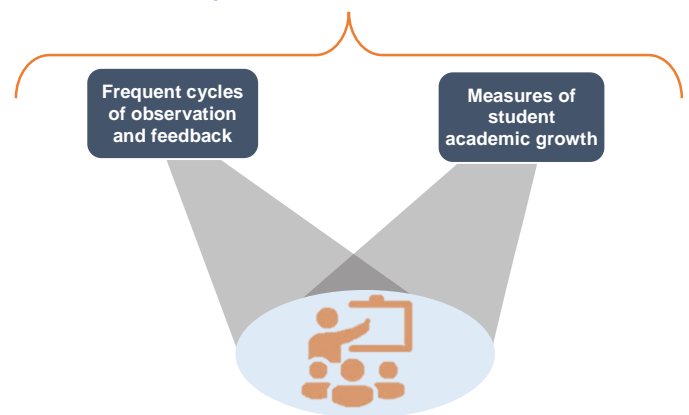 Frequent cycles
of observation
and feedback
Measures of
student
academic growth